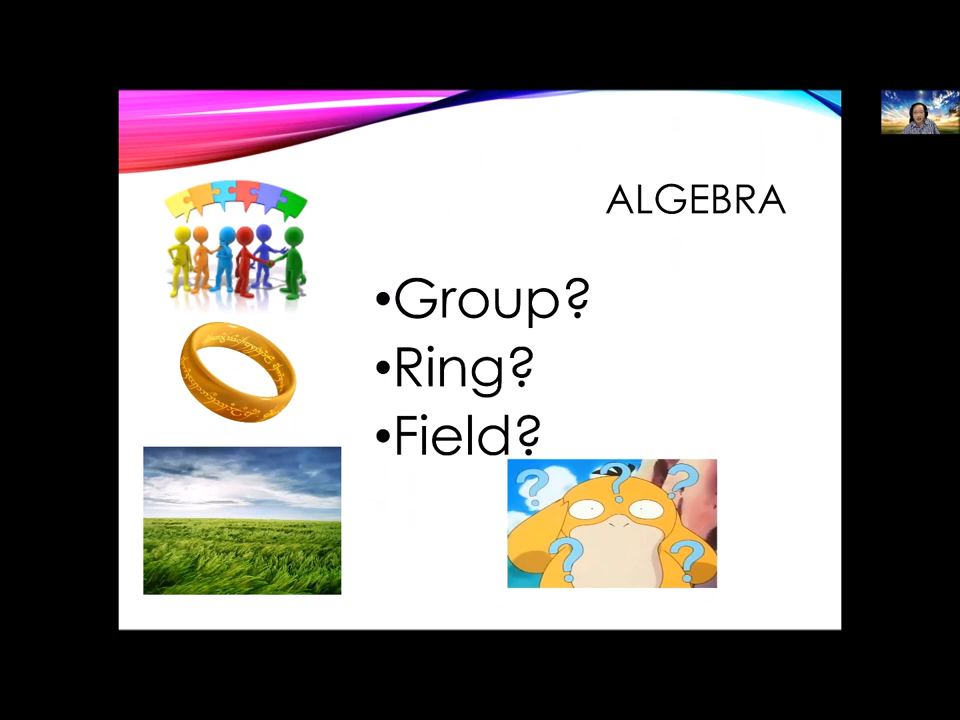 ALGEBRA
•Group?
•Ring?
•Field?
? ? ?
? ?